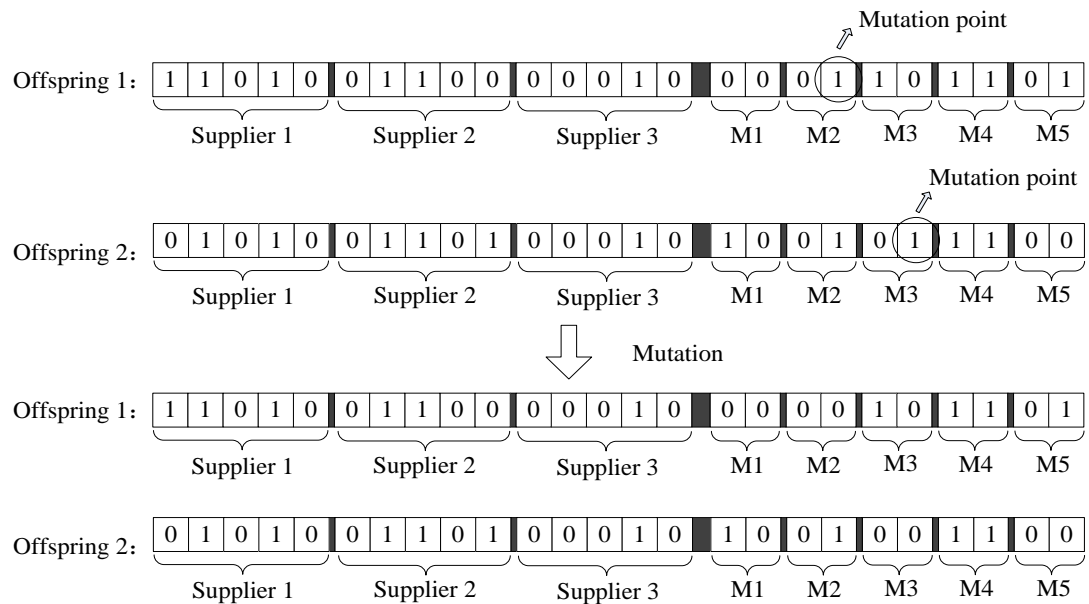 Mutation point
Offspring 1: 1 1 0 1 0 0 1 1 0 0 0 0 0 1 0 0 0 0 1 1 0 1 1 0 1
Supplier 1 Supplier 2 Supplier 3 M1 M2 M3 M4 M5
Mutation point
Offspring 2: 0 1 0 1 0 0 1 1 0 1 0 0 0 1 0 1 0 0 1 0 1 1 1 0 0
Supplier 1 Supplier 2 Supplier 3 M1 M2 M3 M4 M5
Mutation
Offspring 1: 1 1 0 1 0 0 1 1 0 0 0 0 0 1 0 0 0 0 0 1 0 1 1 0 1
Supplier 1 Supplier 2 Supplier 3 M1 M2 M3 M4 M5
Offspring 2: 0 1 0 1 0 0 1 1 0 1 0 0 0 1 0 1 0 0 1 0 0 1 1 0 0
Supplier 1 Supplier 2 Supplier 3 M1 M2 M3 M4 M5